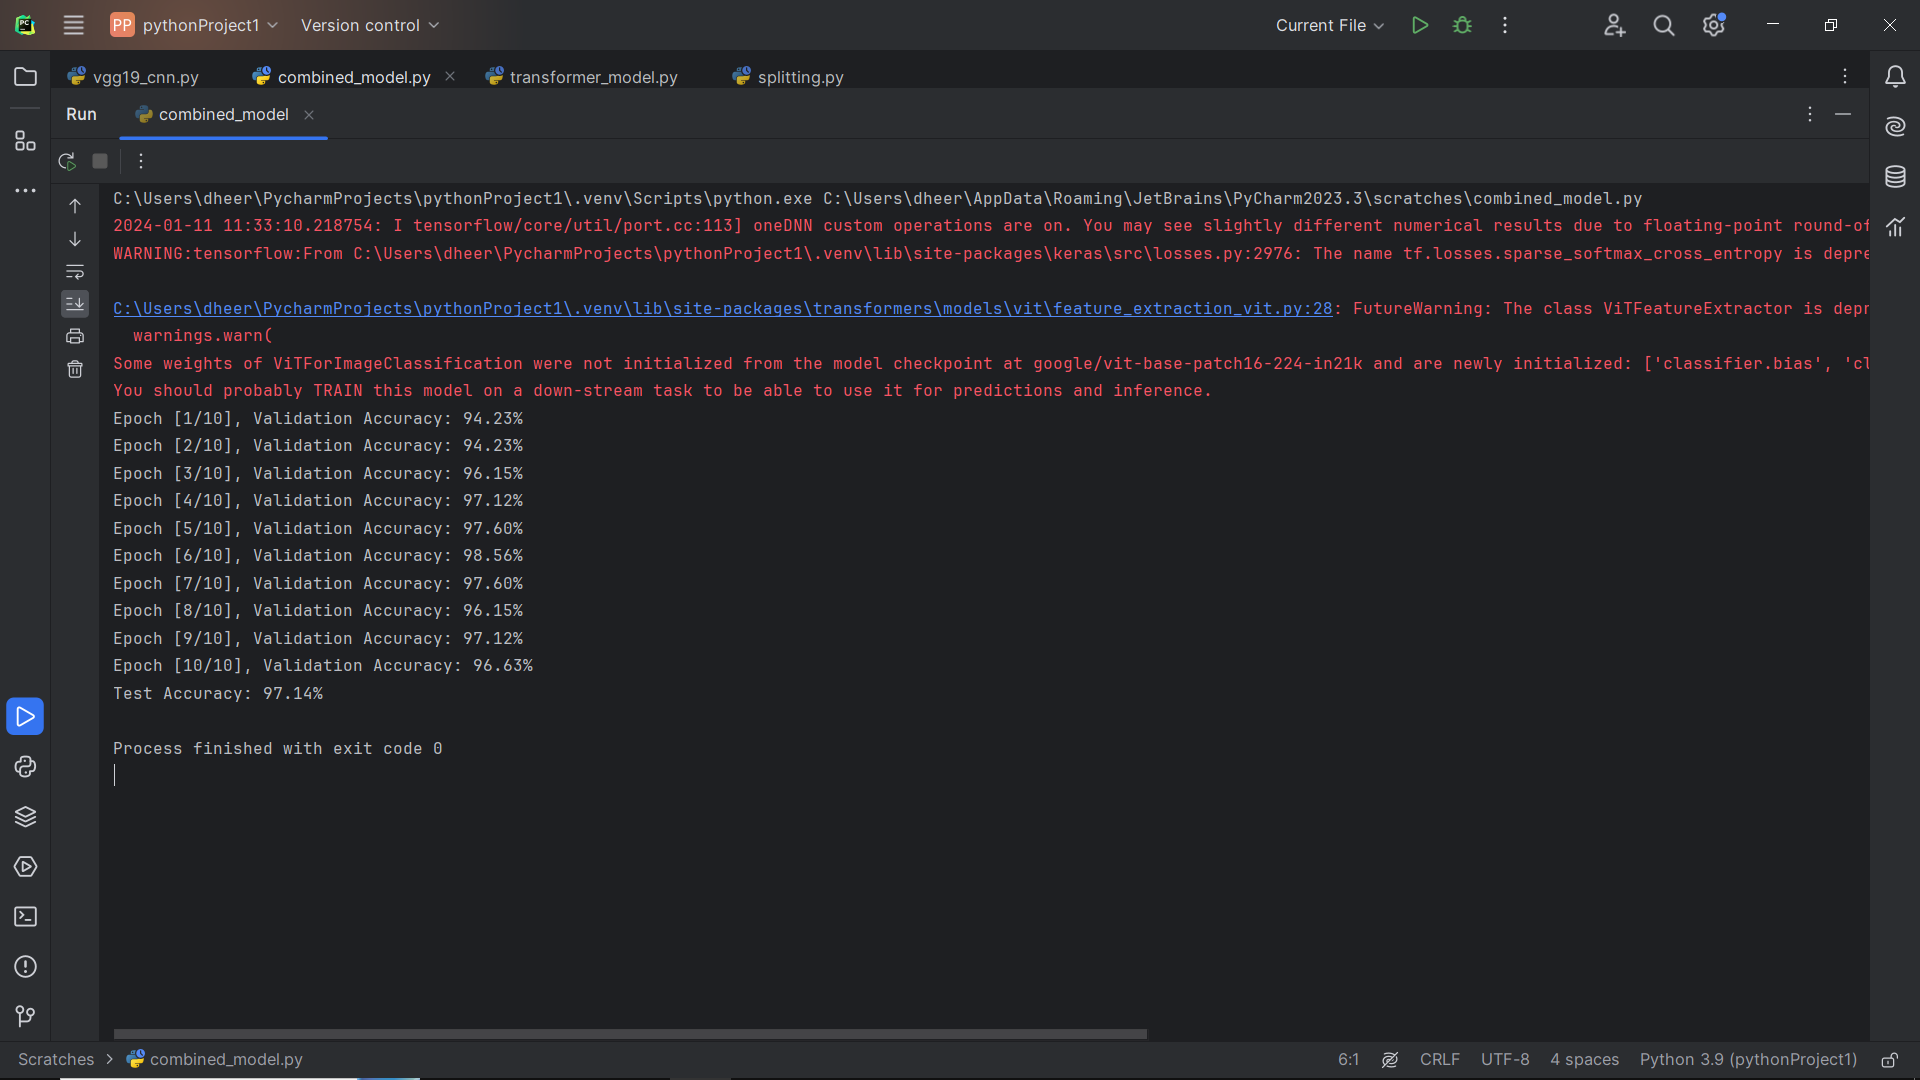 PP pythonProject1 Version control Current File
vgg19_cnn.py combined_model.py transformer_model.py splitting.py
Run combined_model
C:\Users\dheer\PycharmProjects\pythonProject1\.venv\Scripts\python.exe C:\Users\dheer\AppData\Roaming\JetBrains\PyCharm2023.3\scratches\combined_model.py
2024-01-11 11:33:10.218754: I tensorflow/core/util/port.cc:113] oneDNN custom operations are on. You may see slightly different numerical results due to floating-point round-of
WARNING:tensorflow:From C:\Users\dheer\PycharmProjects\pythonProject1\.venv\lib\site-packages\keras\src\losses.py:2976: The name tf.losses.sparse_softmax_cross_entropy is depre
C:\Users\dheer\PycharmProjects\pythonProject1\.venv\lib\site-packages\transformers\models\vit\feature_extraction_vit.py:28: FutureWarning: The class ViTFeatureExtractor is depr
warnings.warn(
Some weights of ViTForImageClassification were not initialized from the model checkpoint at google/vit-base-patch16-224-in21k and are newly initialized: ['classifier.bias', 'cl
You should probably TRAIN this model on a down-stream task to be able to use it for predictions and inference.
Epoch [1/10], Validation Accuracy: 94.23%
Epoch [2/10], Validation Accuracy: 94.23%
Epoch [3/10], Validation Accuracy: 96.15%
Epoch [4/10], Validation Accuracy: 97.12%
Epoch [5/10], Validation Accuracy: 97.60%
Epoch [6/10], Validation Accuracy: 98.56%
Epoch [7/10], Validation Accuracy: 97.60%
Epoch [8/10], Validation Accuracy: 96.15%
Epoch [9/10], Validation Accuracy: 97.12%
Epoch [10/10], Validation Accuracy: 96.63%
Test Accuracy: 97.14%
Process finished with exit code 0
Scratches > combined_model.py 6:1 CRLF UTF-8 4 spaces Python 3.9 (pythonProject1)